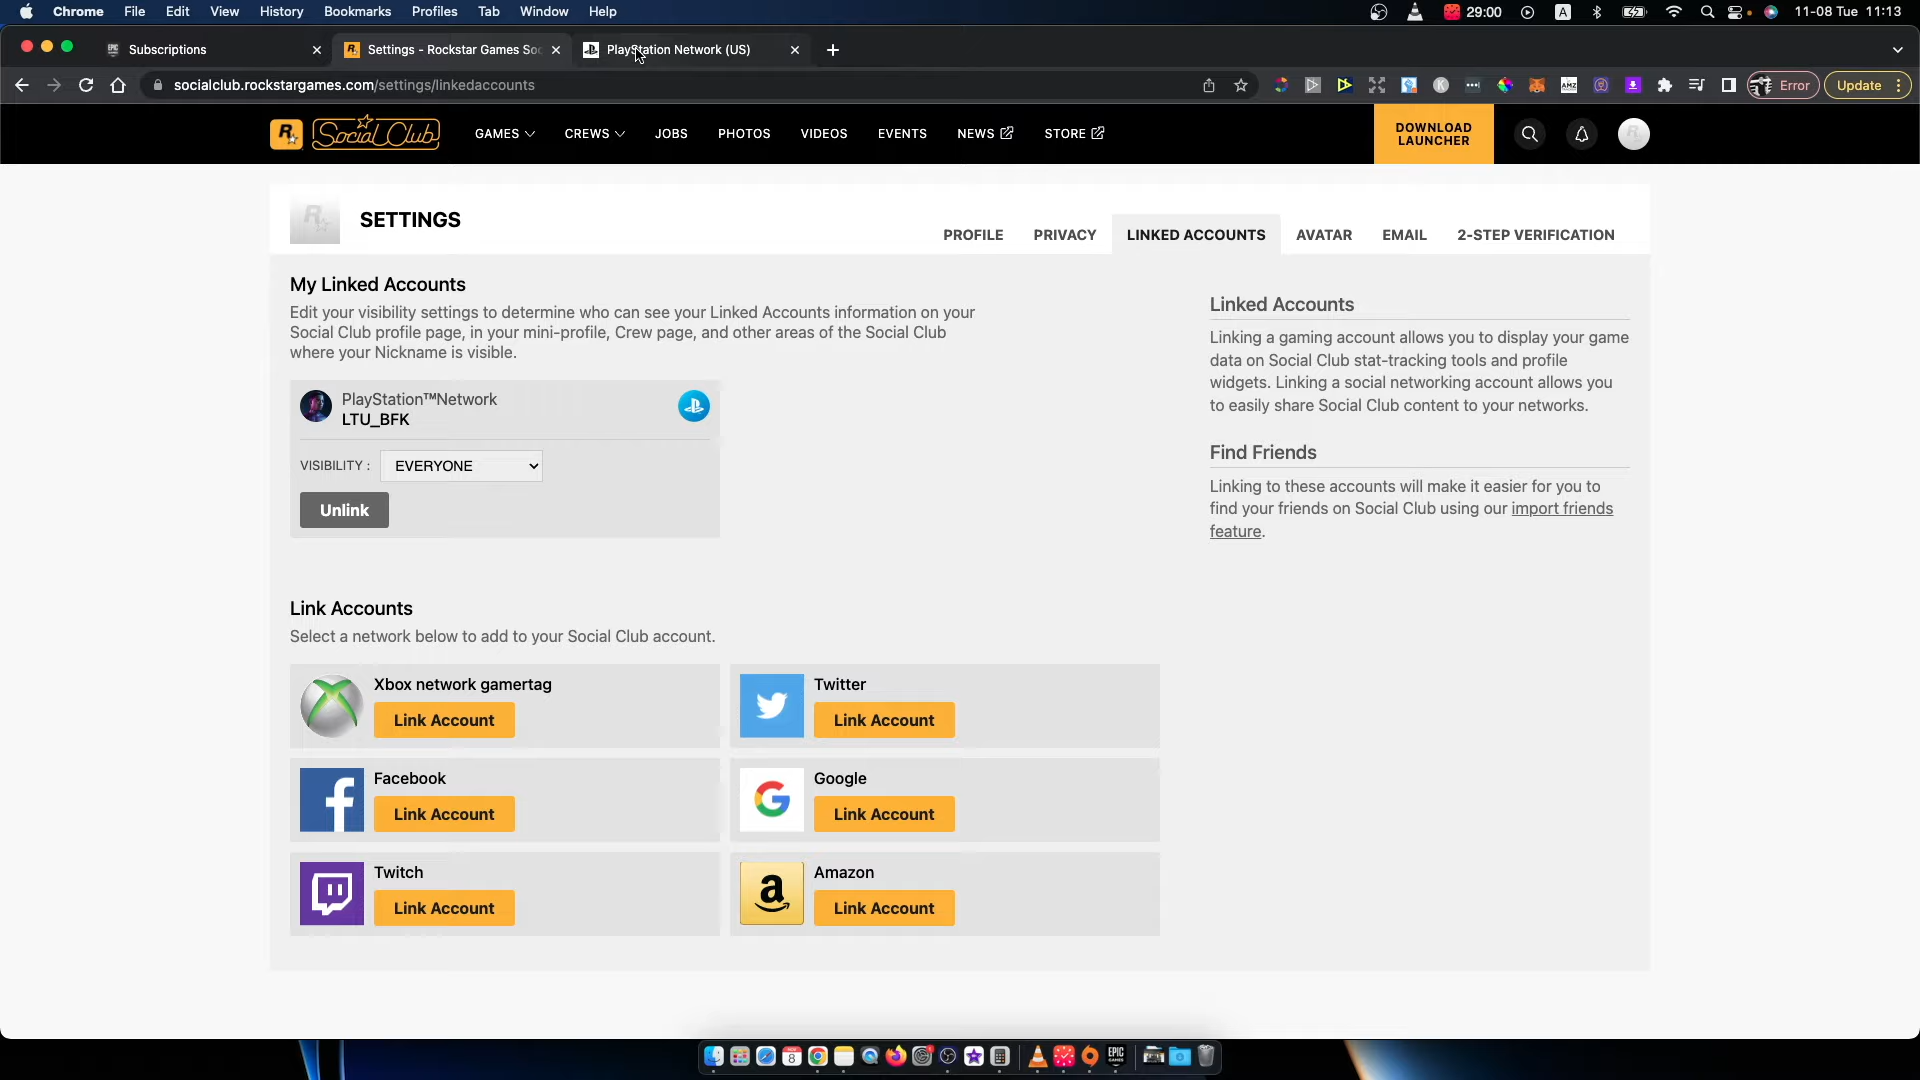 Chrome File Edit View History Bookmarks Profiles Tab Window Help 29:00 A 11-08 Tue 11:13
Subscriptions Settings - Rockstar Games So PlayStation Network (US)
socialclub.rockstargames.com/settings/linkedaccounts Error Update
Social Club GAMES CREWS JOBS PHOTOS VIDEOS EVENTS NEWS STORE DOWNLOAD
LAUNCHER
SETTINGS
PROFILE PRIVACY LINKED ACCOUNTS AVATAR EMAIL 2-STEP VERIFICATION
My Linked Accounts
Edit your visibility settings to determine who can see your Linked Accounts information on your
Social Club profile page, in your mini-profile, Crew page, and other areas of the Social Club
where your Nickname is visible.
PlayStation™Network
LTU_BFK
VISIBILITY : EVERYONE
Unlink
Linked Accounts
Linking a gaming account allows you to display your game
data on Social Club stat-tracking tools and profile
widgets. Linking a social networking account allows you
to easily share Social Club content to your networks.
Find Friends
Linking to these accounts will make it easier for you to
find your friends on Social Club using our import friends
feature.
Link Accounts
Select a network below to add to your Social Club account.
Xbox network gamertag
Link Account
Twitter
Link Account
Facebook
Link Account
Google
Link Account
Twitch
Link Account
Amazon
Link Account